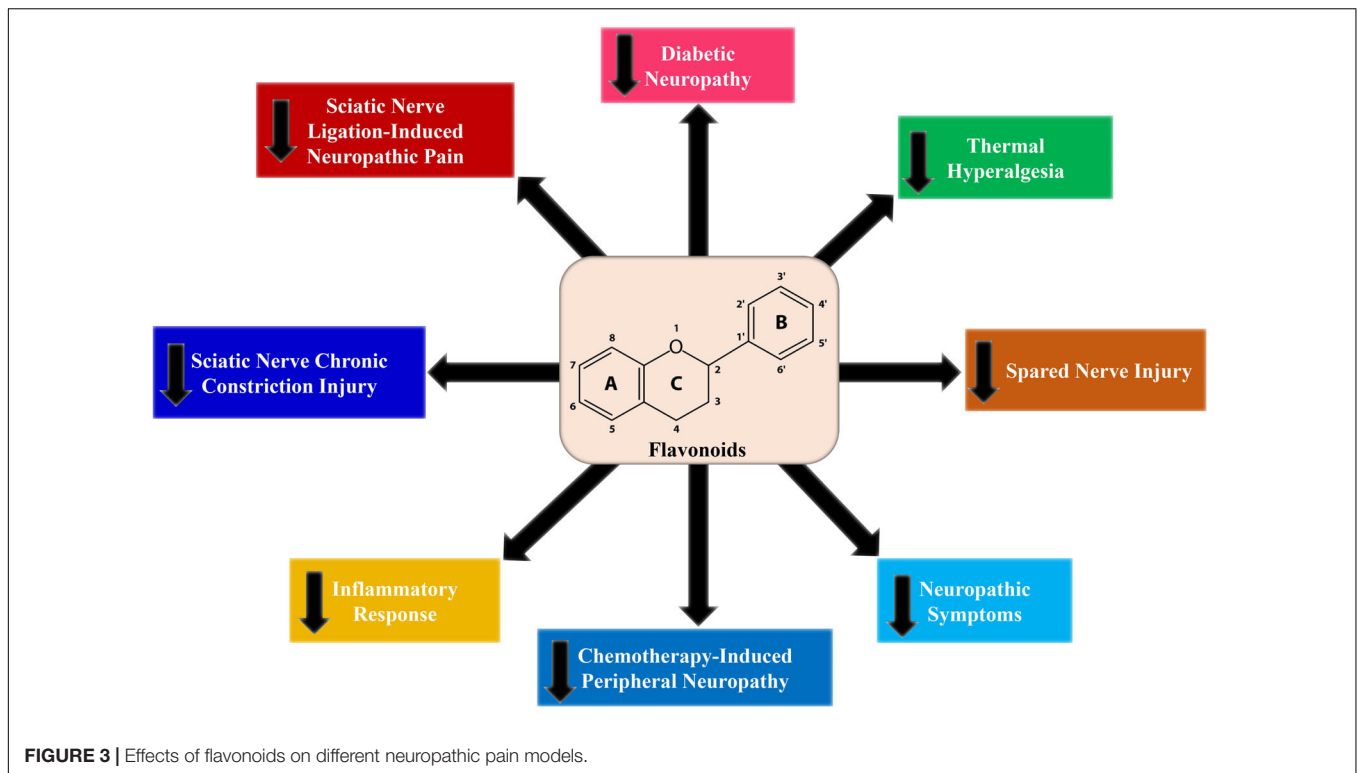 Diabetic
Neuropathy
Sciatic Nerve
Ligation-Induced
Neuropathic Pain
Thermal
Hyperalgesia
3'
2'
4'
B
1
1'
5'
8
O
7
2
6'
A
C
6
3
5
4
Flavonoids
Sciatic Nerve Chronic
Constriction Injury
Spared Nerve Injury
Inflammatory
Response
Neuropathic
Symptoms
Chemotherapy-Induced
Peripheral Neuropathy
FIGURE 3 | Effects of flavonoids on different neuropathic pain models.